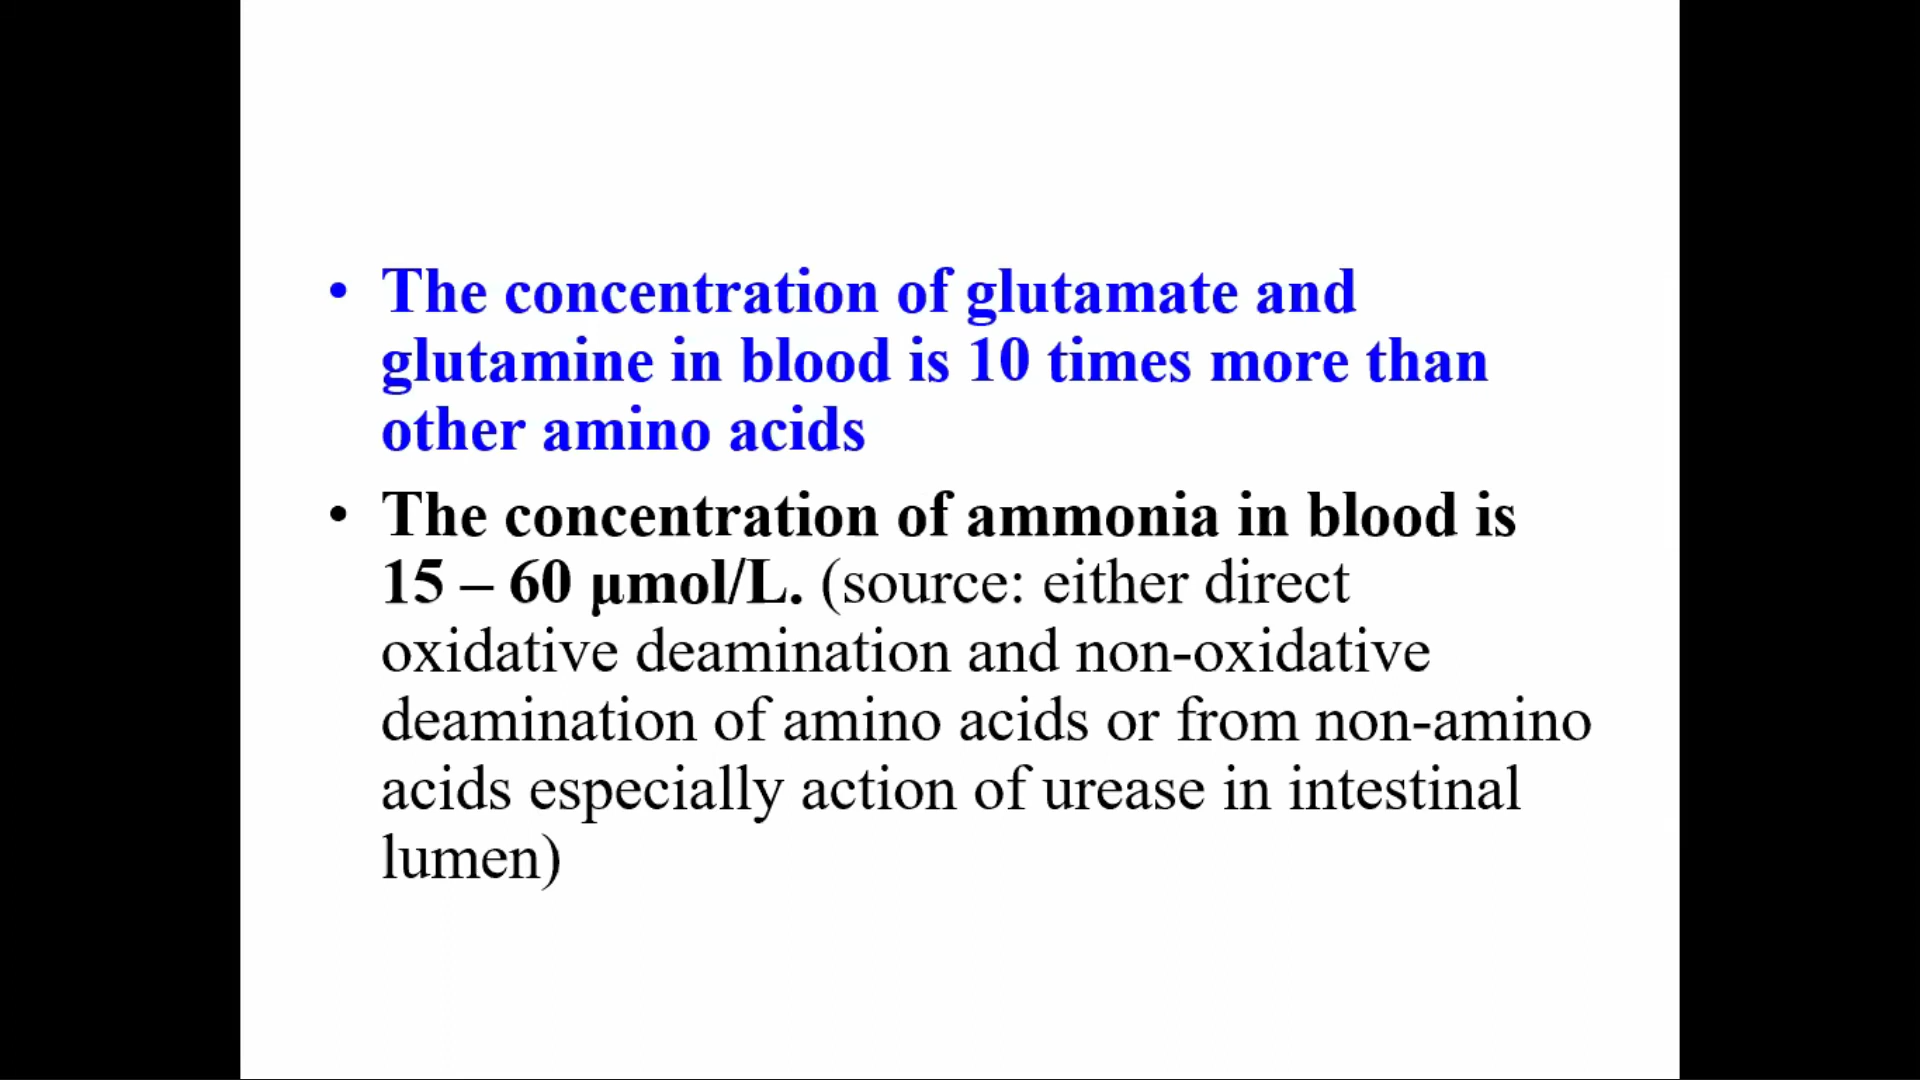 • The concentration of glutamate and
glutamine in blood is 10 times more than
other amino acids
• The concentration of ammonia in blood is
15 – 60 μmol/L. (source: either direct
oxidative deamination and non-oxidative
deamination of amino acids or from non-amino
acids especially action of urease in intestinal
lumen)